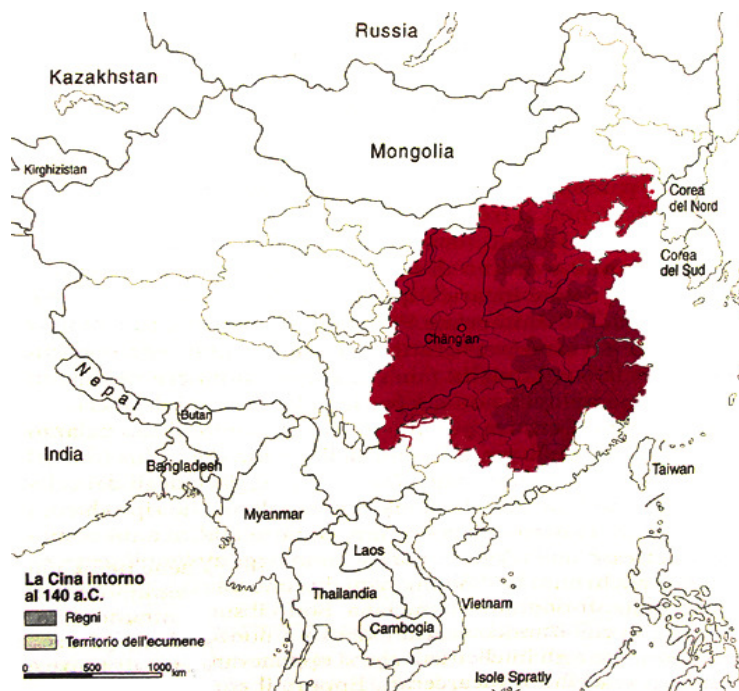 Russia
Kazakhstan
Mongolia
Kirghizistan
Corea
del Nord
Corea
del Sud
Chāng'an
Nepal
Butan
India
Bangladesh
Taiwan
Myanmar
Laos
La Cina intorno
al 140 a.C.
Thailandia
Vietnam
Regni
Cambogia
Territorio dell'ecumene
0 500 1000
km
Isole Spratly